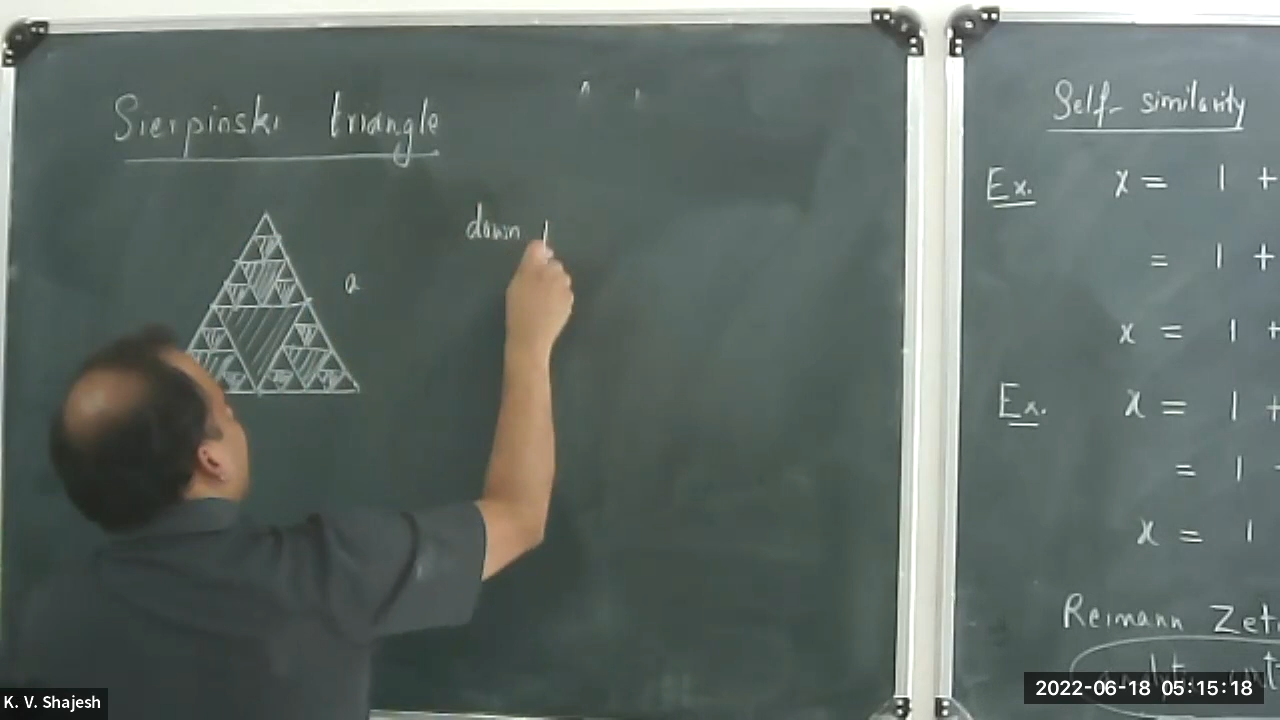 Sierpinski triangle
a
down
Self-similarity
Ex. x = 1 +
= 1 +
x = 1 +
Ex. x = 1 +
= 1
x = 1
Reimann Zet
K. V. Shajesh
2022-06-18 05:15:18